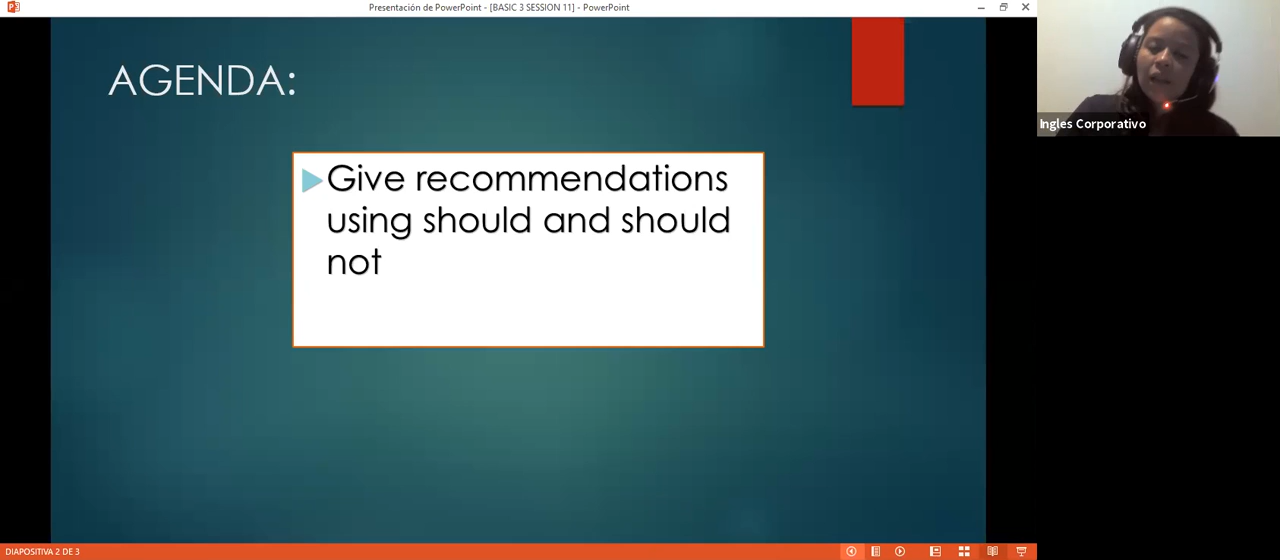 Presentación de PowerPoint - [BASIC 3 SESSION 11] - PowerPoint
AGENDA:
Give recommendations
using should and should
not
Ingles Corporativo
DIAPOSITIVA 2 DE 3